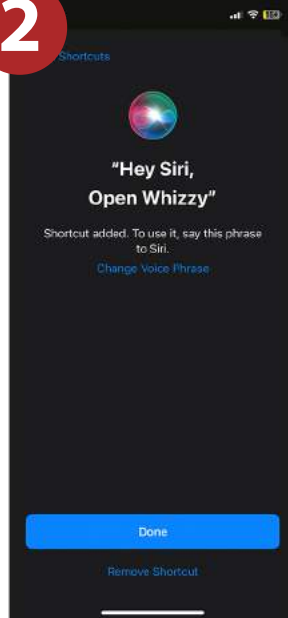 2
Shortcuts
"Hey Siri,
Open Whizzy"
Shortcut added. To use it, say this phrase
to Siri.
Change Voice Phrase
Done
Remove Shortcut